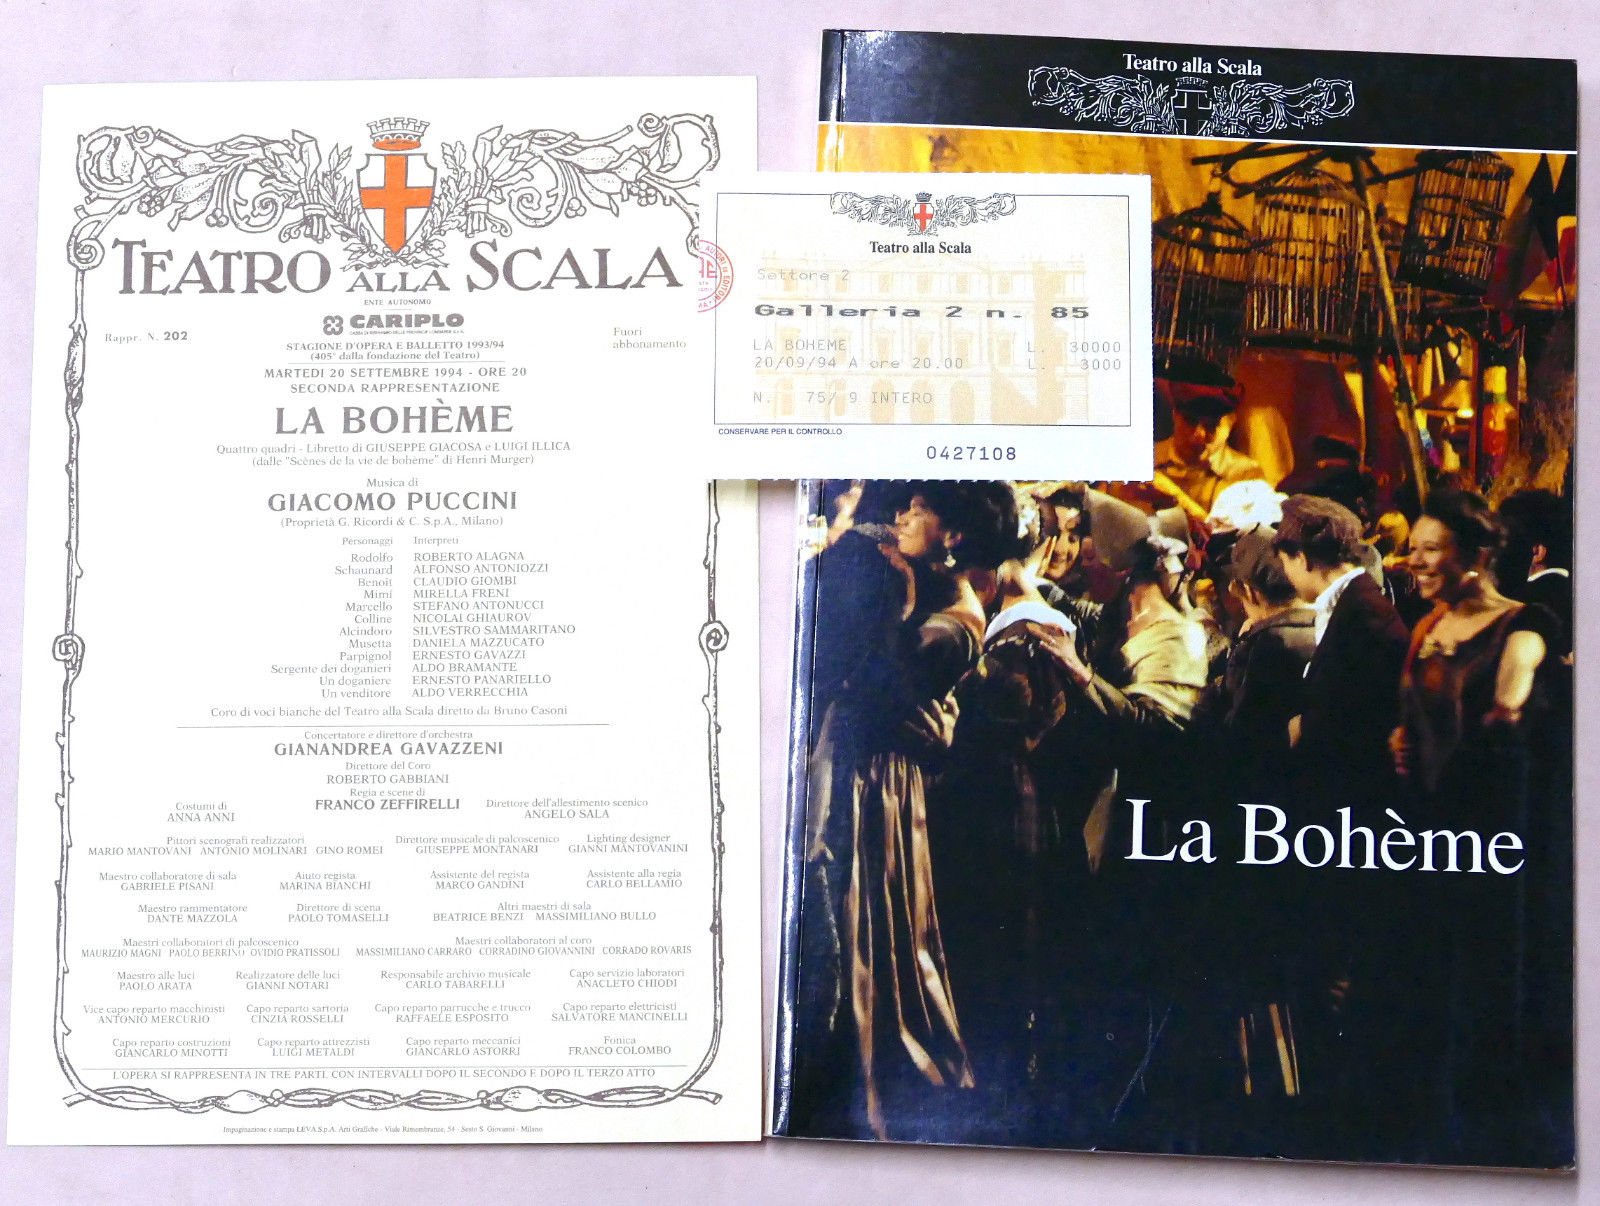 TEATRO ALLA SCALA
ENTE AUTONOMO
CARIPLO
Rappr. N. 202
Fuori
abbonamento
STAGIONE D'OPERA E BALLETTO 1993/94
(405ª dalla fondazione del Teatro)
MARTEDÌ 20 SETTEMBRE 1994 - ORE 20
SECONDA RAPPRESENTAZIONE
LA BOHÈME
Quattro quadri - Libretto di GIUSEPPE GIACOSA e LUIGI ILLICA
(dalle "Scènes de la vie de bohème" di Henri Murger)
Musica di
GIACOMO PUCCINI
(Proprietà G. Ricordi & C. S.p.A., Milano)
Personaggi Interpreti
Rodolfo ROBERTO ALAGNA
Schaunard ALFONSO ANTONIOZZI
Benoit CLAUDIO GIOMBI
Mimì MIRELLA FRENI
Marcello STEFANO ANTONUCCI
Colline NICOLAI GHIAUROV
Alcindoro SILVESTRO SAMMARITANO
Musetta DANIELA MAZZUCATO
Parpignol ERNESTO GAVAZZI
Sergente dei doganieri ALDO BRAMANTE
Un doganiere ERNESTO PANARIELLO
Un venditore ALDO VERRECCHIA
Coro di voci bianche del Teatro alla Scala diretto da Bruno Casoni
Concertatore e direttore d'orchestra
GIANANDREA GAVAZZENI
Direttore del Coro
ROBERTO GABBIANI
Regia e scene di
FRANCO ZEFFIRELLI
Costumi di
ANNA ANNI
Direttore dell'allestimento scenico
ANGELO SALA
Pittori scenografi realizzatori
MARIO MANTOVANI ANTONIO MOLINARI GINO ROMEI
Direttore musicale di palcoscenico
GIUSEPPE MONTANARI
Lighting designer
GIANNI MANTOVANINI
Maestro collaboratore di sala
GABRIELE PISANI
Aiuto regista
MARINA BIANCHI
Assistente del regista
MARCO GANDINI
Assistente alla regia
CARLO BELLAMIO
Maestro rammentatore
DANTE MAZZOLA
Direttore di scena
PAOLO TOMASELLI
Altri maestri di sala
BEATRICE BENZI MASSIMILIANO BULLO
Maestri collaboratori di palcoscenico
MAURIZIO MAGNI PAOLO BERRINO OVIDIO PRATISSOLI
Maestri collaboratori al coro
MASSIMILIANO CARRARO CORRADINO GIOVANNINI CORRADO ROVARIS
Maestro alle luci
PAOLO ARATA
Realizzatore delle luci
GIANNI NOTARI
Responsabile archivio musicale
CARLO TABARELLI
Capo servizio laboratori
ANACLETO CHIODI
Vice capo reparto macchinisti
ANTONIO MERCURIO
Capo reparto sartoria
CINZIA ROSSELLI
Capo reparto parrucche e trucco
RAFFAELE ESPOSITO
Capo reparto elettricisti
SALVATORE MANCINELLI
Capo reparto costruzioni
GIANCARLO MINOTTI
Capo reparto attrezzisti
LUIGI METALDI
Capo reparto meccanici
GIANCARLO ASTORRI
Fonica
FRANCO COLOMBO
L'OPERA SI RAPPRESENTA IN TRE PARTI, CON INTERVALLI DOPO IL SECONDO E DOPO IL TERZO ATTO
Impaginazione e stampa LEVA S.p.A. Arti Grafiche - Viale Rimembranze, 54 - Sesto S. Giovanni - Milano
Teatro alla Scala
Settore 2
Galleria 2 n. 85
LA BOHEME L. 30000
20/09/94 A ore 20.00 L. 3000
N. 75/ 9 INTERO
CONSERVARE PER IL CONTROLLO
0427108
Teatro alla Scala
La Bohème